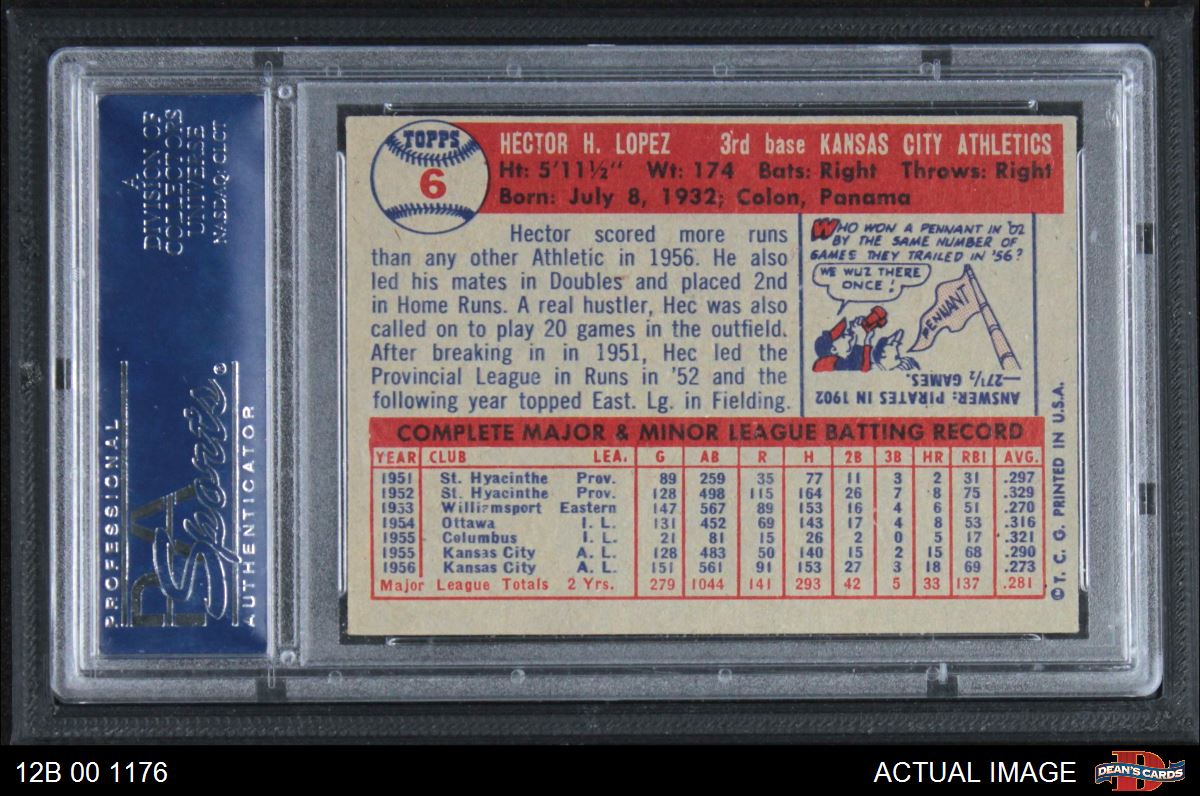 A
DIVISION OF
COLLECTORS
UNIVERSE
NASDAQ: CLCT
PROFESSIONAL
PSA
Sports®
AUTHENTICATOR
TOPPS
6
HECTOR H. LOPEZ 3rd base KANSAS CITY ATHLETICS
Ht: 5'11½" Wt: 174 Bats: Right Throws: Right
Born: July 8, 1932; Colon, Panama
Hector scored more runs
than any other Athletic in 1956. He also
led his mates in Doubles and placed 2nd
in Home Runs. A real hustler, Hec was also
called on to play 20 games in the outfield.
After breaking in in 1951, Hec led the
Provincial League in Runs in '52 and the
following year topped East. Lg. in Fielding.
WHO WON A PENNANT IN '02
BY THE SAME NUMBER OF
GAMES THEY TRAILED IN '56?
WE WUZ THERE
ONCE!
PENNANT
ANSWER: PIRATES IN 1902
—27½ GAMES.
COMPLETE MAJOR & MINOR LEAGUE BATTING RECORD
YEAR CLUB LEA. G AB R H 2B 3B HR RBI AVG.
1951 St. Hyacinthe Prov. 89 259 35 77 11 3 2 31 .297
1952 St. Hyacinthe Prov. 128 498 115 164 26 7 8 75 .329
1953 Williamsport Eastern 147 567 89 153 16 4 6 51 .270
1954 Ottawa I. L. 131 452 69 143 17 4 8 53 .316
1955 Columbus I. L. 21 81 15 26 2 0 5 17 .321
1955 Kansas City A. L. 128 483 50 140 15 2 15 68 .290
1956 Kansas City A. L. 151 561 91 153 27 3 18 69 .273
Major League Totals 2 Yrs. 279 1044 141 293 42 5 33 137 .281
© T. C. G. PRINTED IN U.S.A.
12B 00 1176
ACTUAL IMAGE
D
DEAN'S CARDS